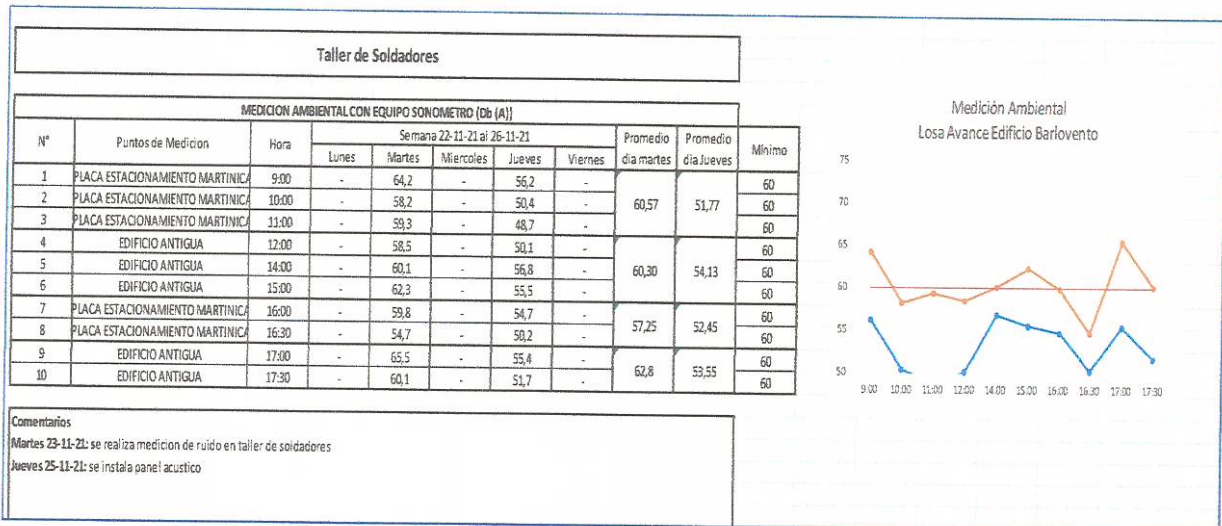 Taller de Soldadores
MEDICION AMBIENTAL CON EQUIPO SONOMETRO (Db (A))
N° Puntos de Medicion Hora Semana 22-11-21 al 26-11-21 Promedio dia martes Promedio dia Jueves Mínimo
Lunes Martes Miercoles Jueves Viernes
1 PLACA ESTACIONAMIENTO MARTINICA 9:00 - 64,2 - 56,2 - 60,57 51,77 60
2 PLACA ESTACIONAMIENTO MARTINICA 10:00 - 58,2 - 50,4 - 60
3 PLACA ESTACIONAMIENTO MARTINICA 11:00 - 59,3 - 48,7 - 60
4 EDIFICIO ANTIGUA 12:00 - 58,5 - 50,1 - 60,30 54,13 60
5 EDIFICIO ANTIGUA 14:00 - 60,1 - 56,8 - 60
6 EDIFICIO ANTIGUA 15:00 - 62,3 - 55,5 - 60
7 PLACA ESTACIONAMIENTO MARTINICA 16:00 - 59,8 - 54,7 - 57,25 52,45 60
8 PLACA ESTACIONAMIENTO MARTINICA 16:30 - 54,7 - 50,2 - 60
9 EDIFICIO ANTIGUA 17:00 - 65,5 - 55,4 - 62,8 53,55 60
10 EDIFICIO ANTIGUA 17:30 - 60,1 - 51,7 - 60
Comentarios
Martes 23-11-21: se realiza medicion de ruido en taller de soldadores
Jueves 25-11-21: se instala panel acustico
Medición Ambiental
Losa Avance Edificio Barlovento
75
70
65
60
55
50
9:00 10:00 11:00 12:00 14:00 15:00 16:00 16:30 17:00 17:30